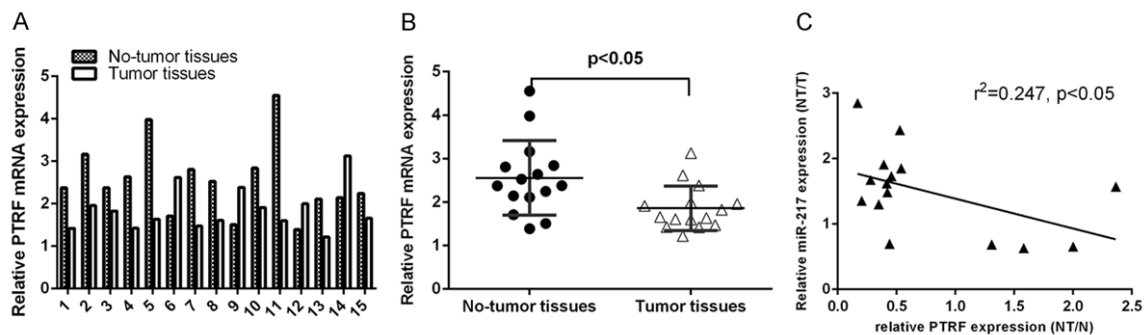 A
Relative PTRF mRNA expression
No-tumor tissues
Tumor tissues
5
4
3
2
1
0
1 2 3 4 5 6 7 8 9 10 11 12 13 14 15
B
Relative PTRF mRNA expression
p<0.05
5
4
3
2
1
0
No-tumor tissues Tumor tissues
C
Relative miR-217 expression (NT/T)
r²=0.247, p<0.05
3
2
1
0
0.0 0.5 1.0 1.5 2.0 2.5
relative PTRF expression (NT/N)